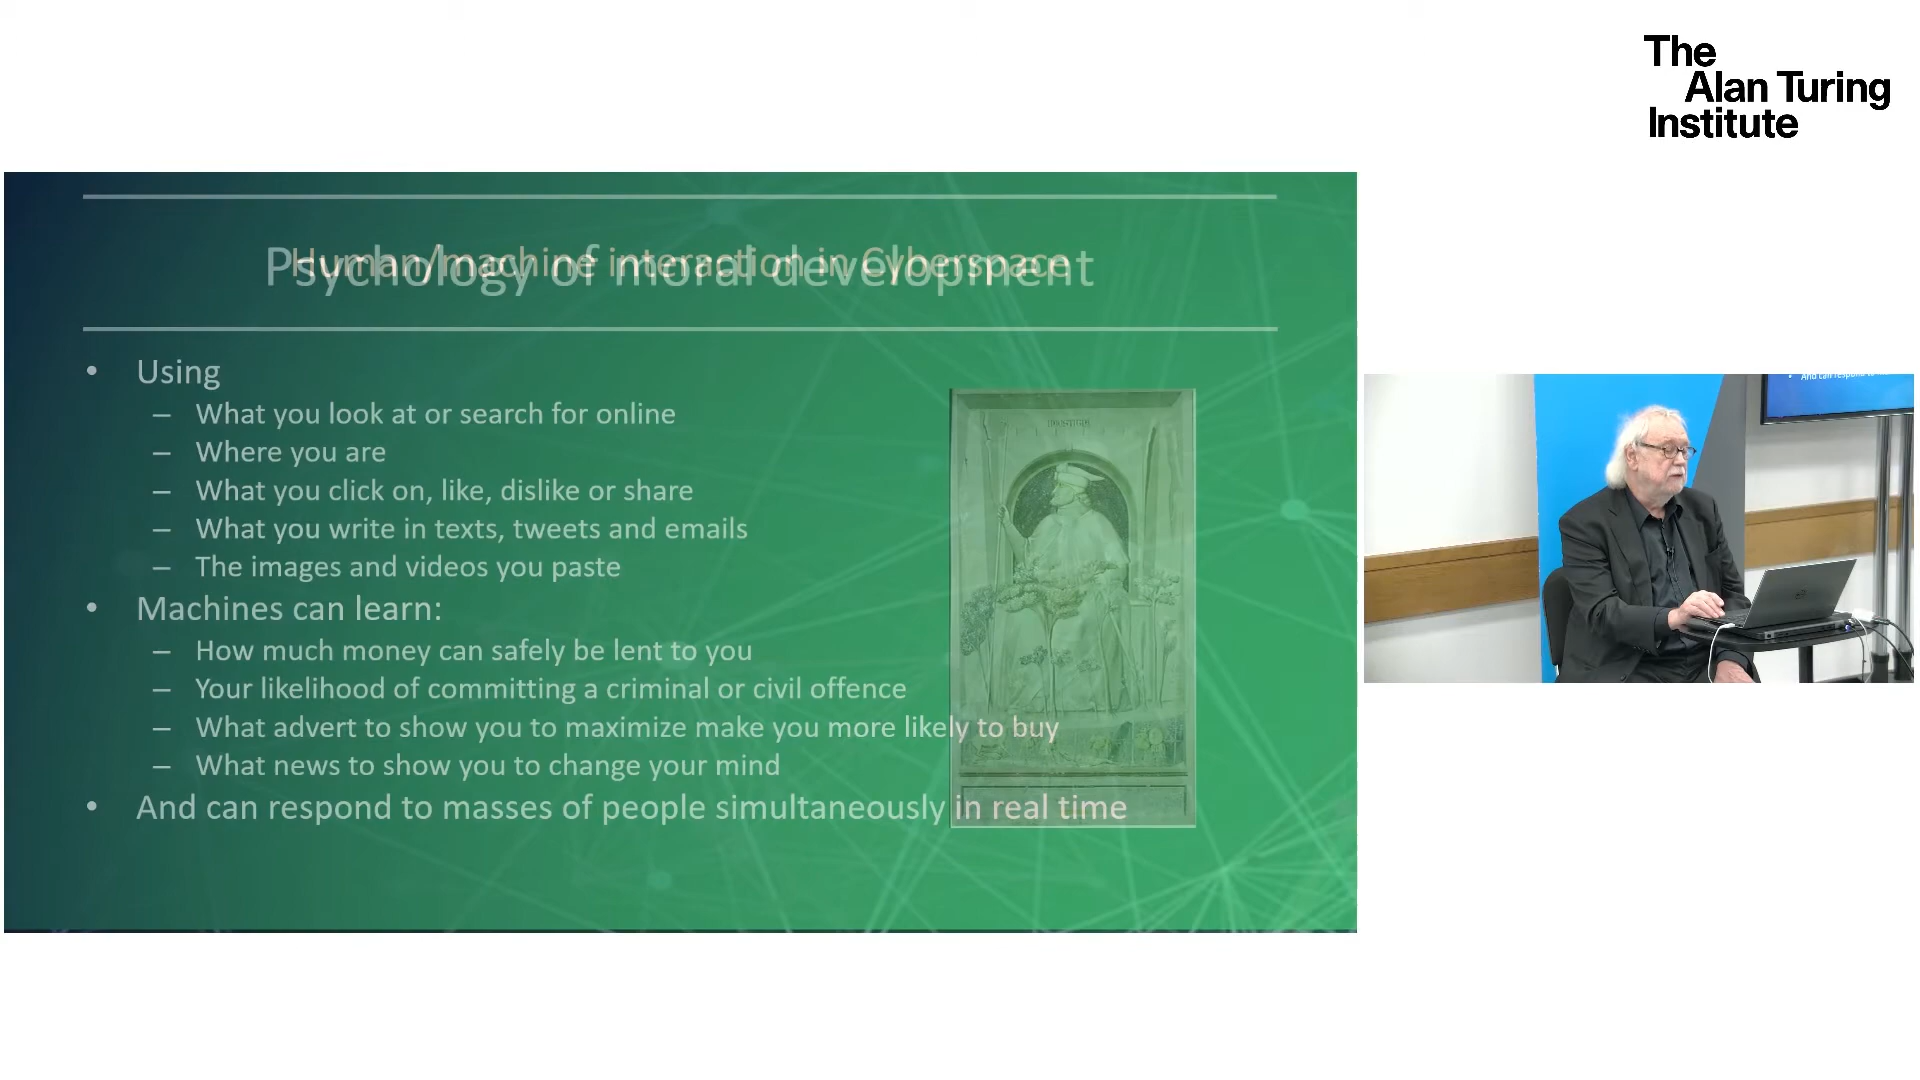 The
Alan Turing
Institute
Psychology of moral development
Human/machine interaction in Cyberspace
• Using
– What you look at or search for online
– Where you are
– What you click on, like, dislike or share
– What you write in texts, tweets and emails
– The images and videos you paste
• Machines can learn:
– How much money can safely be lent to you
– Your likelihood of committing a criminal or civil offence
– What advert to show you to maximize make you more likely to buy
– What news to show you to change your mind
• And can respond to masses of people simultaneously in real time